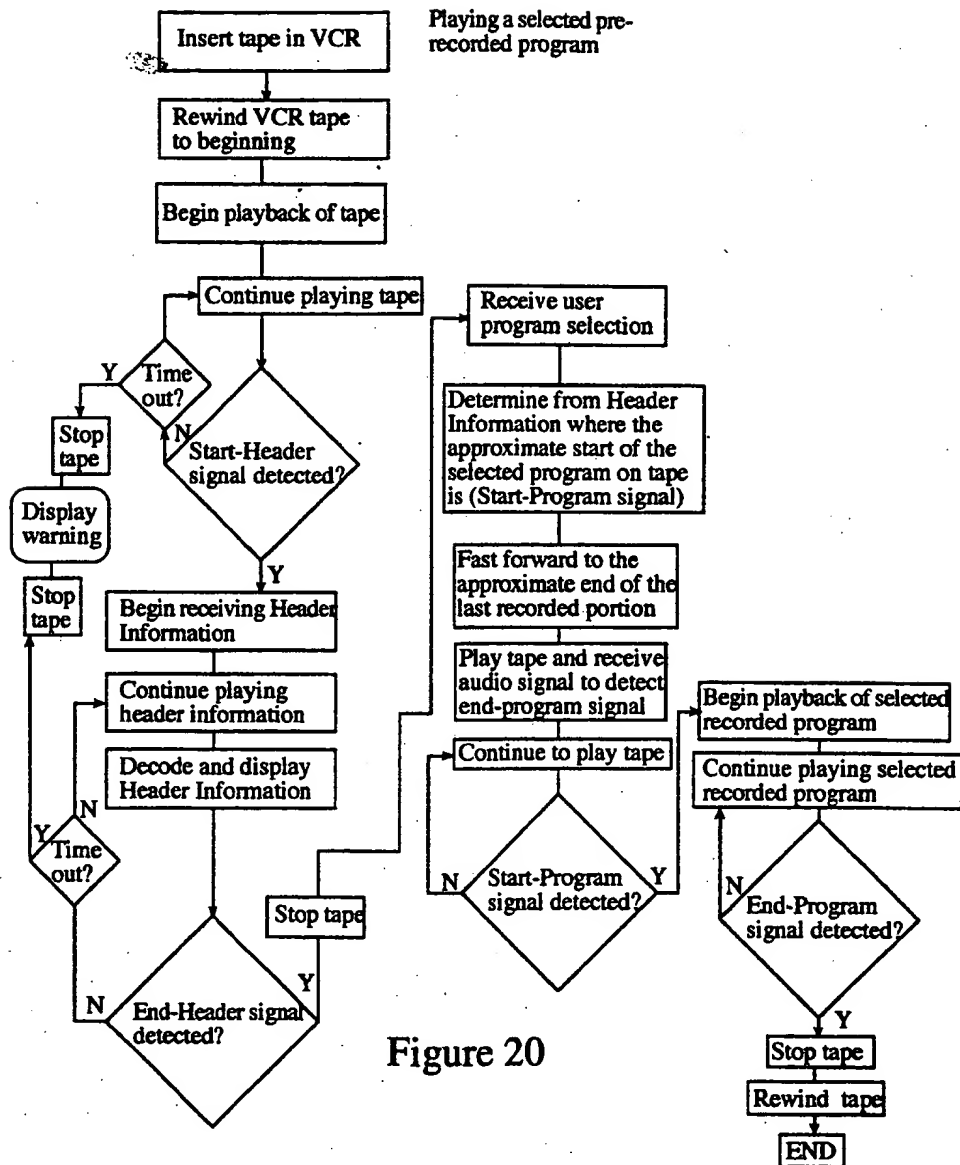 Playing a selected pre-
recorded program
Insert tape in VCR
Rewind VCR tape
to beginning
Begin playback of tape
Continue playing tape
Y
Time
out?
N
Stop
tape
Start-Header
signal detected?
Display
warning
Stop
tape
Y
Begin receiving Header
Information
Continue playing
header information
Decode and display
Header Information
N
Y
Time
out?
Stop tape
N
Y
End-Header signal
detected?
Receive user
program selection
Determine from Header
Information where the
approximate start of the
selected program on tape
is (Start-Program signal)
Fast forward to the
approximate end of the
last recorded portion
Play tape and receive
audio signal to detect
end-program signal
Continue to play tape
N
Start-Program
signal detected?
Y
Begin playback of selected
recorded program
Continue playing selected
recorded program
N
End-Program
signal detected?
Y
Stop tape
Rewind tape
END
Figure 20